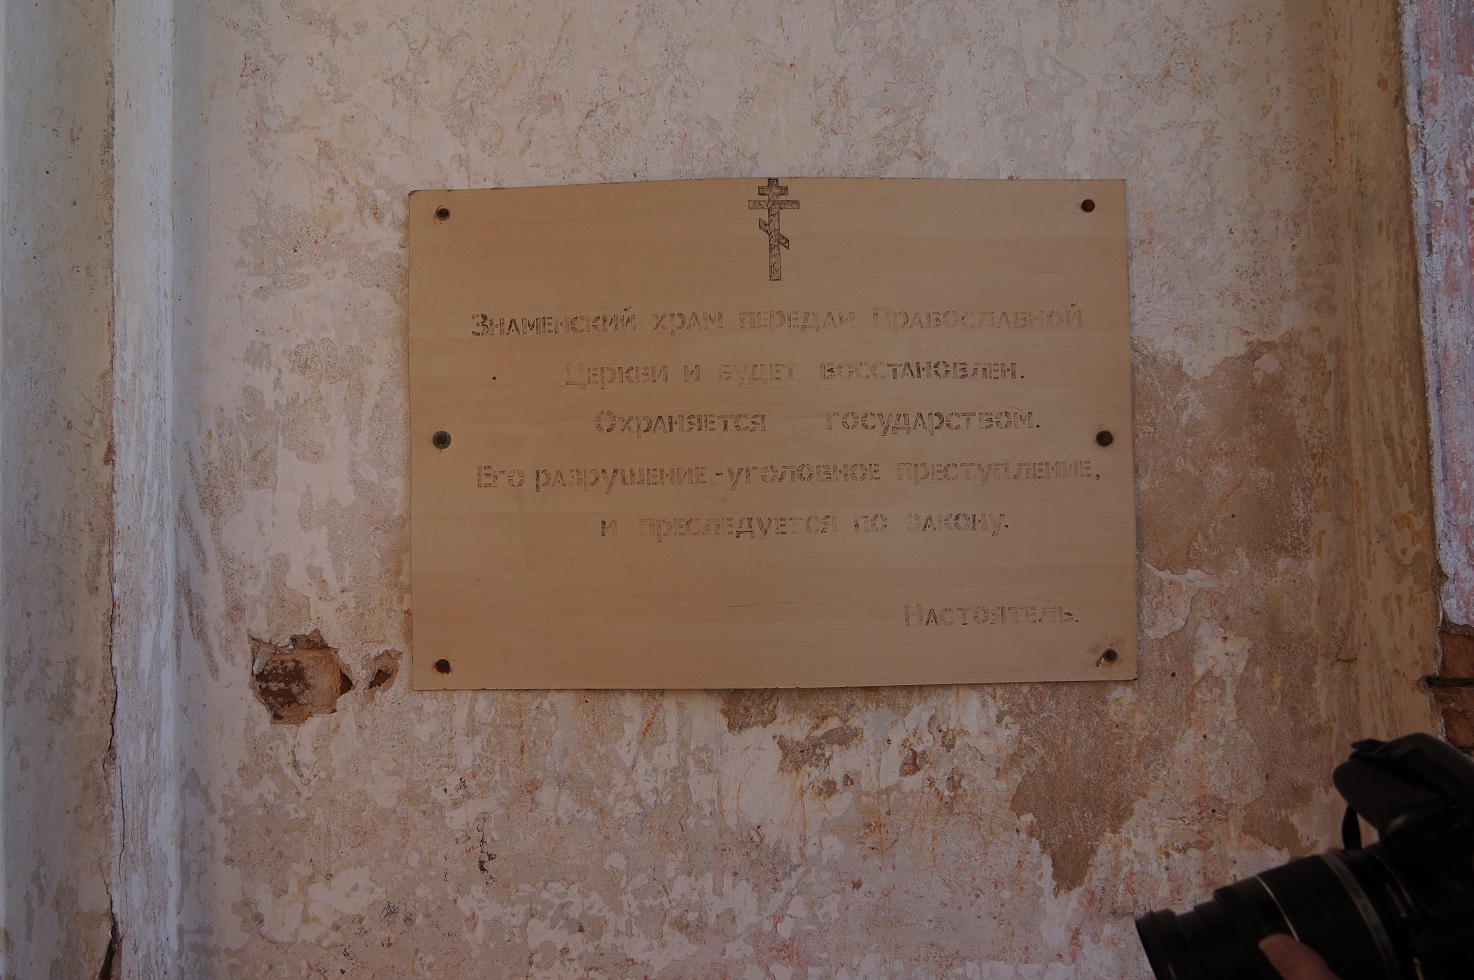 Знаменский храм передан Православной
Церкви и будет восстановлен.
Охраняется государством.
Его разрушение - уголовное преступление,
и преследуется по закону.
Настоятель.